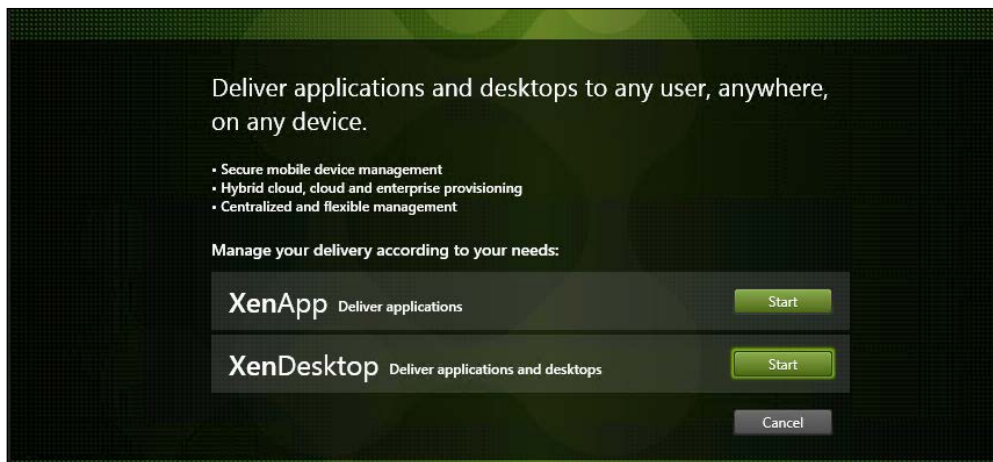 Deliver applications and desktops to any user, anywhere,
on any device.
▪ Secure mobile device management
▪ Hybrid cloud, cloud and enterprise provisioning
▪ Centralized and flexible management
Manage your delivery according to your needs:
XenApp Deliver applications Start
XenDesktop Deliver applications and desktops Start
Cancel